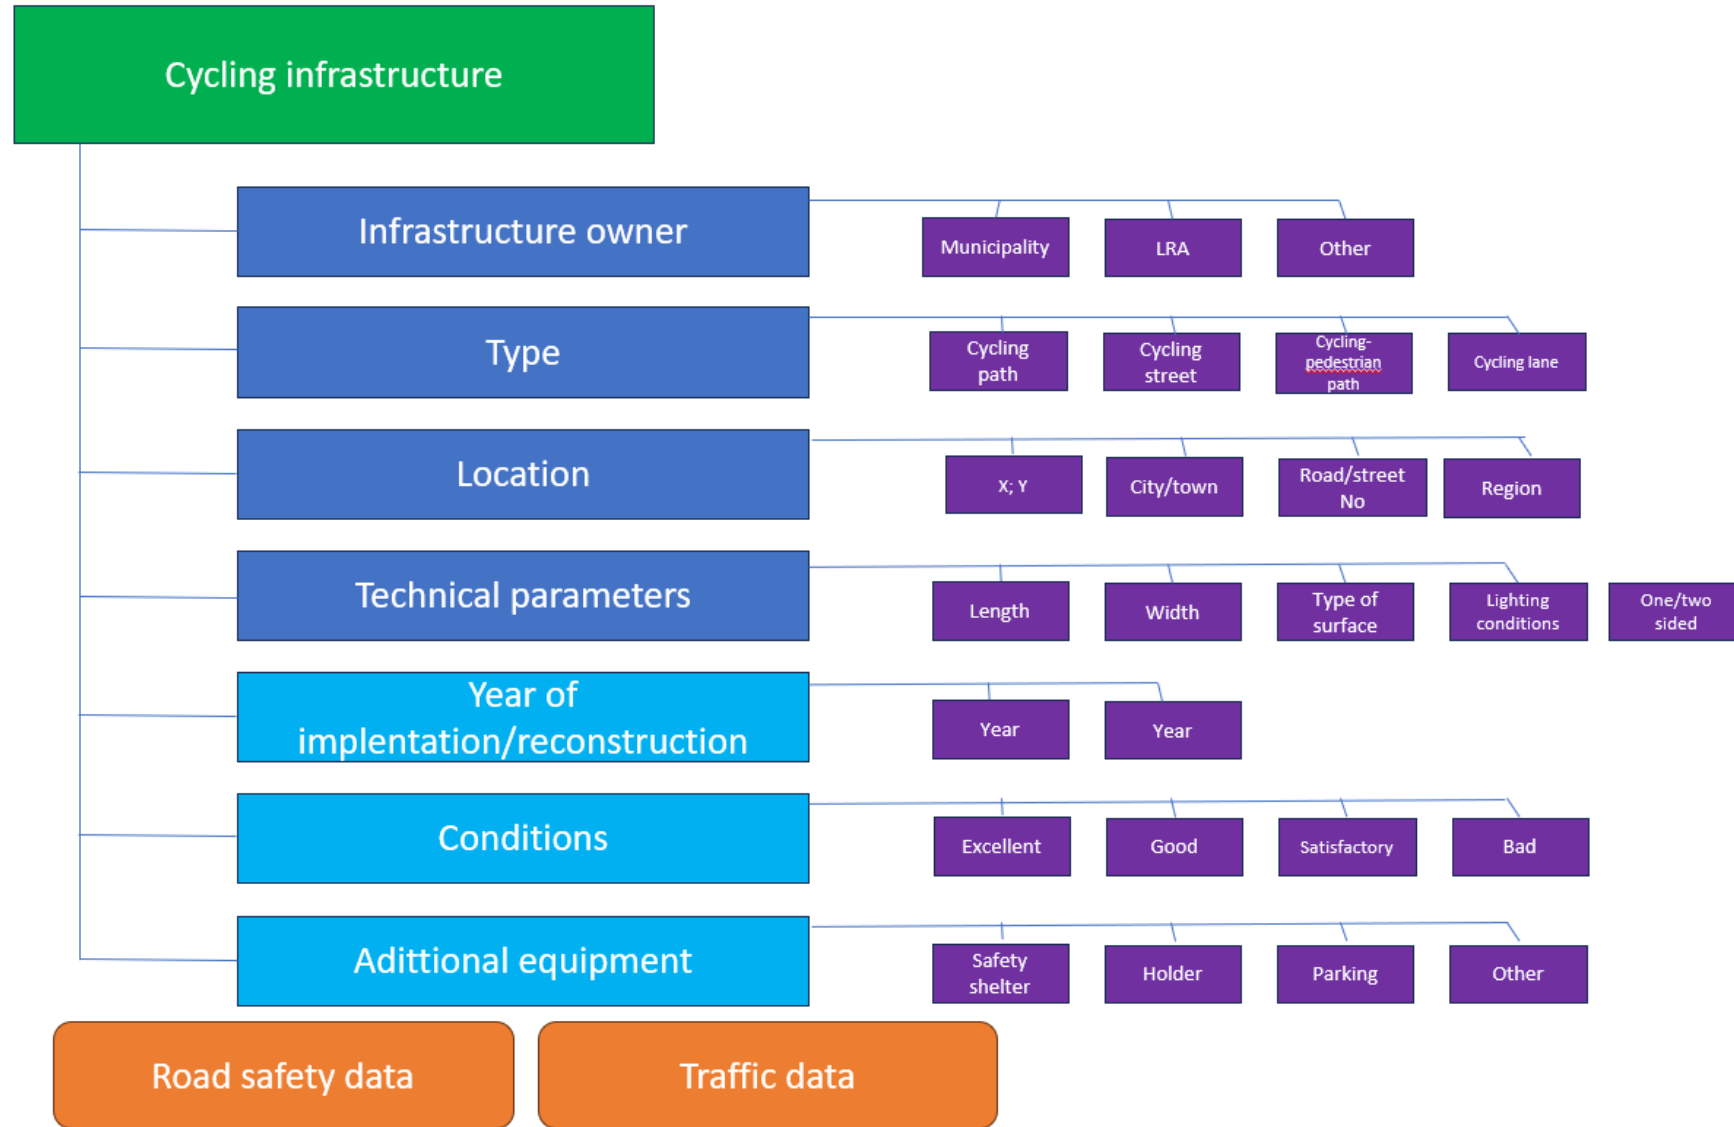 Cycling infrastructure
Infrastructure owner
Municipality
LRA
Other
Type
Cycling
path
Cycling
street
Cycling-
pedestrian
path
Cycling lane
Location
X; Y
City/town
Road/street
No
Region
Technical parameters
Length
Width
Type of
surface
Lighting
conditions
One/two
sided
Year of
implentation/reconstruction
Year
Year
Conditions
Excellent
Good
Satisfactory
Bad
Adittional equipment
Safety
shelter
Holder
Parking
Other
Road safety data
Traffic data